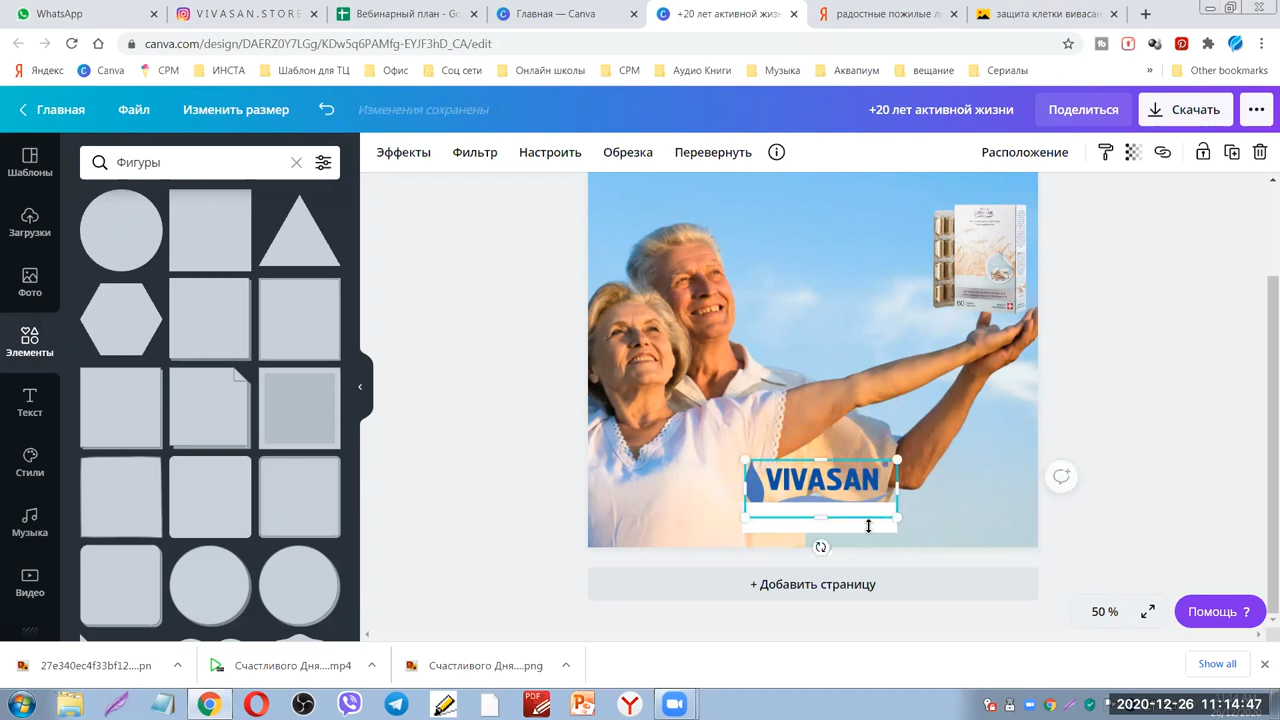 WhatsApp
V I V A S A N . S T O R E
Вебинарный план - Go
Главная — Canva
+20 лет активной жизн
радостные пожилые л
защита клетки вивасд
canva.com/design/DAERZ0Y7LGg/KDw5q6PAMfg-EYJF3hD_CA/edit
Яндекс
Canva
СРМ
ИНСТА
Шаблон для ТЦ
Офис
Соц сети
Онлайн школы
СРМ
Аудио Книги
Музыка
Аквапиум
вещание
Сериалы
»
Other bookmarks
Главная
Файл
Изменить размер
Изменения сохранены
+20 лет активной жизни
Поделиться
Скачать
Фигуры
Эффекты
Фильтр
Настроить
Обрезка
Перевернуть
Расположение
Шаблоны
Загрузки
Фото
Элементы
Текст
Стили
Музыка
Видео
VIVASAN®
+ Добавить страницу
50 %
Помощь ?
27e340ec4f33bf12....pn
Счастливого Дня....mp4
Счастливого Дня....png
Show all
2020-12-26 11:14:47